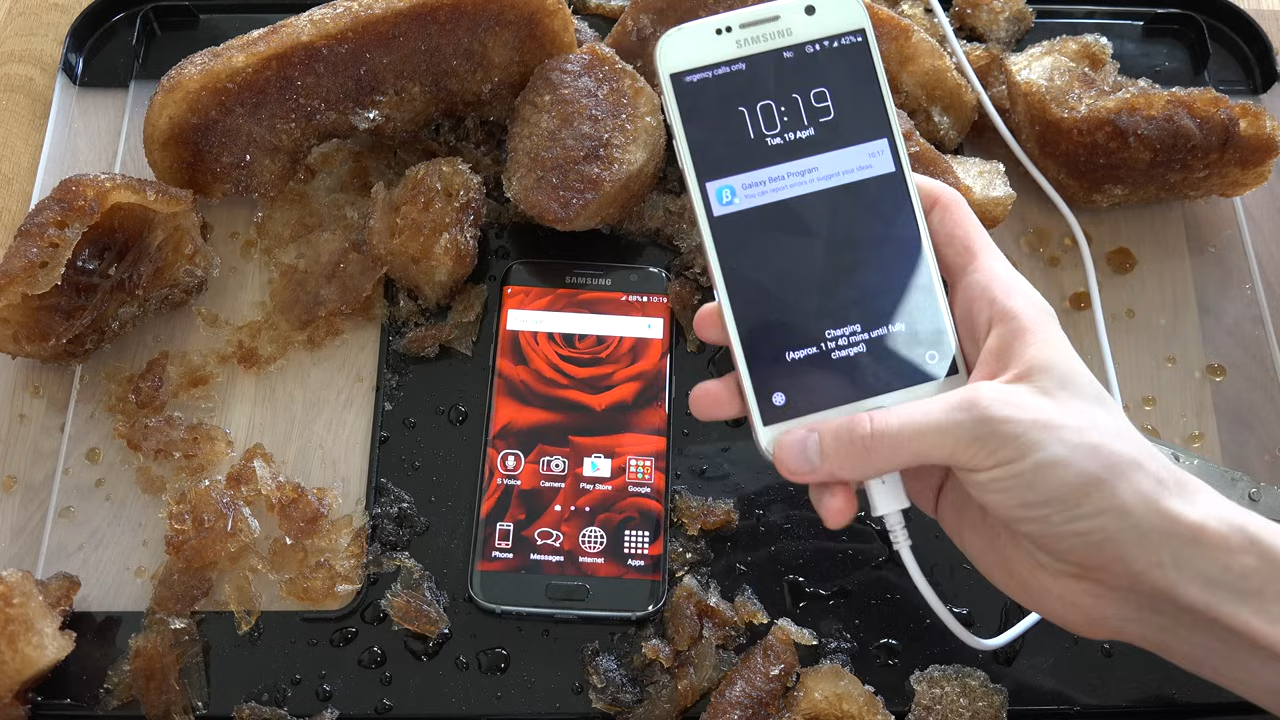 SAMSUNG
ergency calls only
No
42%
10:19
Tue, 19 April
Galaxy Beta Program
10:17
You can report errors or suggest your ideas.
Charging
(Approx. 1 hr 40 mins until fully
charged)
SAMSUNG
88% 10:19
S Voice
Camera
Play Store
Google
Phone
Messages
Internet
Apps